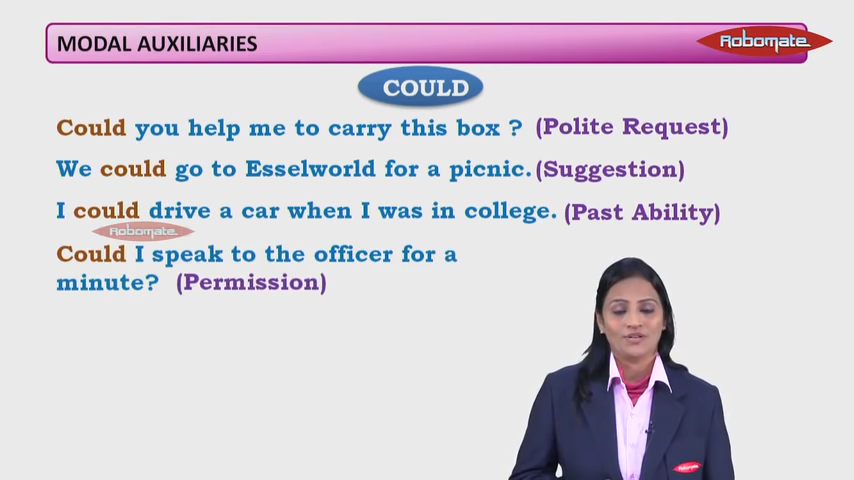 MODAL AUXILIARIES
Robomate
COULD
Could you help me to carry this box ? (Polite Request)
We could go to Esselworld for a picnic. (Suggestion)
I could drive a car when I was in college. (Past Ability)
Robomate
Could I speak to the officer for a
minute? (Permission)
Robomate